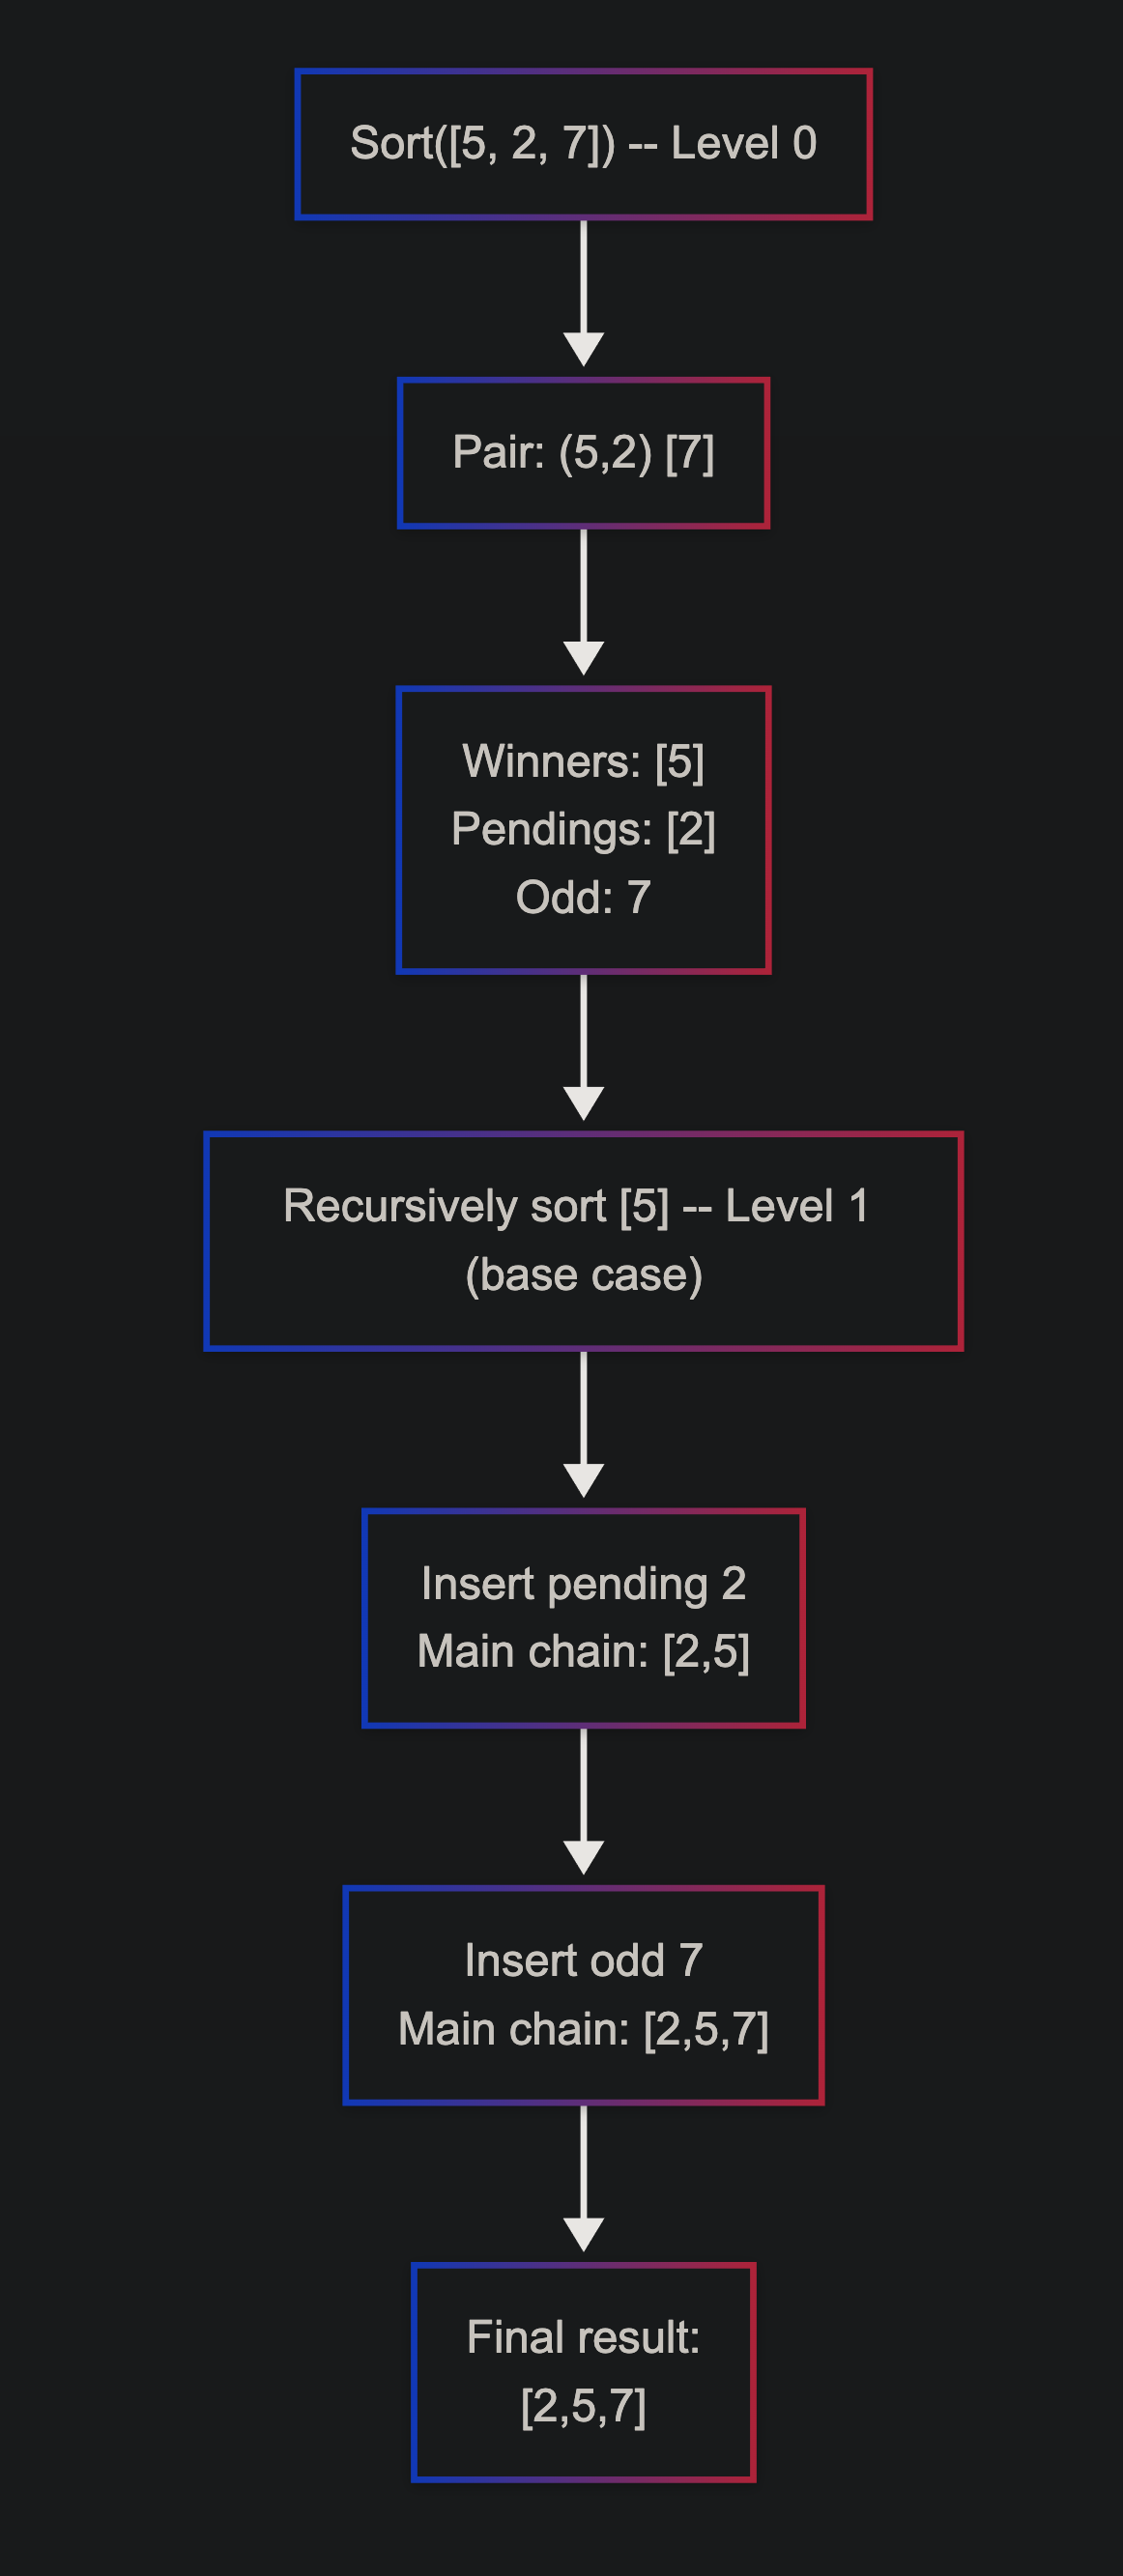 Sort([5, 2, 7]) -- Level 0
Pair: (5,2) [7]
Winners: [5]
Pendings: [2]
Odd: 7
Recursively sort [5] -- Level 1
(base case)
Insert pending 2
Main chain: [2,5]
Insert odd 7
Main chain: [2,5,7]
Final result:
[2,5,7]